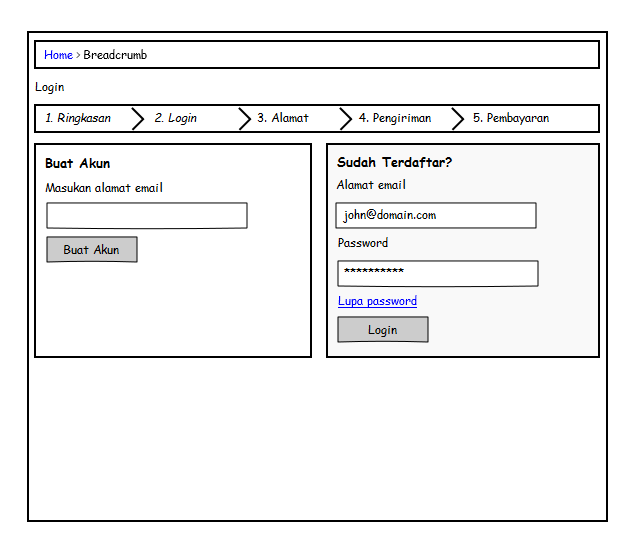 Home > Breadcrumb
Login
1. Ringkasan 2. Login 3. Alamat 4. Pengiriman 5. Pembayaran
Buat Akun
Masukan alamat email
Buat Akun
Sudah Terdaftar?
Alamat email
john@domain.com
Password
**********
Lupa password
Login